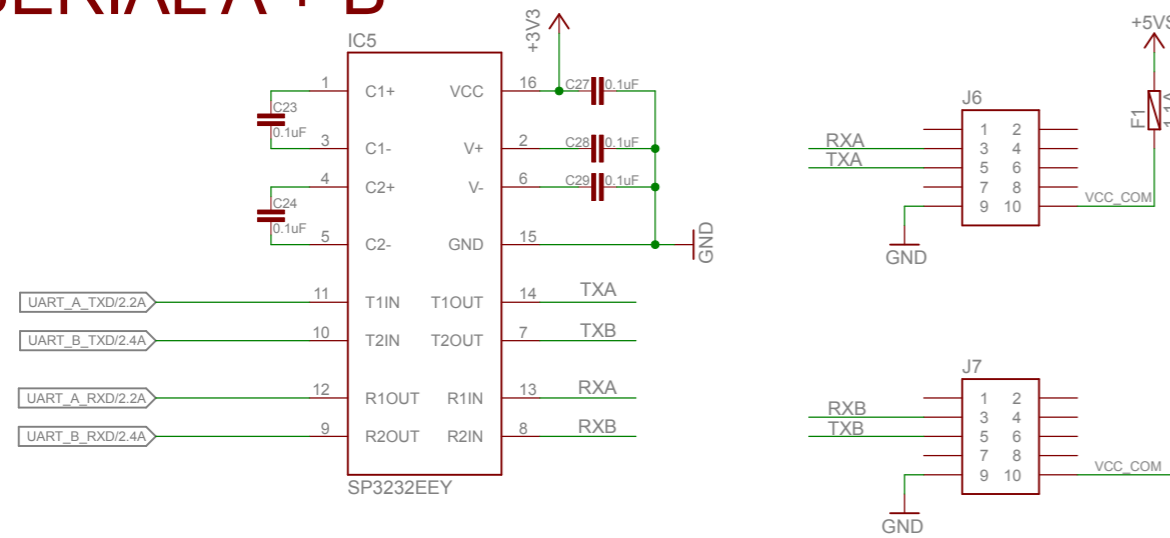 SERIAL A + B
IC5
+3V3
+5VS
1 C1+ VCC 16 C27 0.1uF
C23
0.1uF
3 C1- V+ 2 C28 0.1uF
4 C2+ V- 6 C29 0.1uF
C24
0.1uF
5 C2- GND 15
GND
UART_A_TXD/2.2A 11 T1IN T1OUT 14 TXA
UART_B_TXD/2.4A 10 T2IN T2OUT 7 TXB
UART_A_RXD/2.2A 12 R1OUT R1IN 13 RXA
UART_B_RXD/2.4A 9 R2OUT R2IN 8 RXB
SP3232EEY
J6
F1
1.1A
1 2
RXA 3 4
TXA 5 6
7 8
9 10 VCC_COM
GND
J7
1 2
RXB 3 4
TXB 5 6
7 8
9 10 VCC_COM
GND